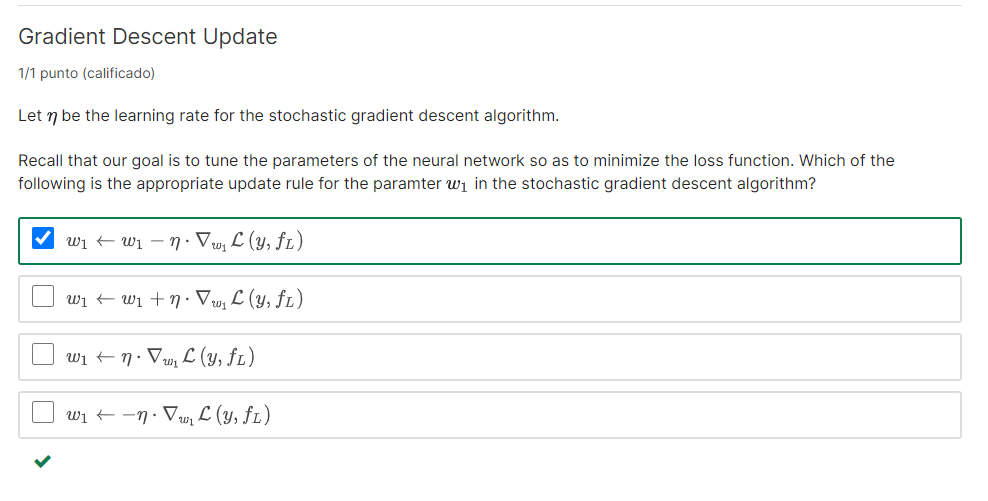 Gradient Descent Update
1/1 punto (calificado)
Let η be the learning rate for the stochastic gradient descent algorithm.
Recall that our goal is to tune the parameters of the neural network so as to minimize the loss function. Which of the
following is the appropriate update rule for the paramter w₁ in the stochastic gradient descent algorithm?
w₁ ← w₁ − η · ∇_{w₁} ℒ (y, f_L)
w₁ ← w₁ + η · ∇_{w₁} ℒ (y, f_L)
w₁ ← η · ∇_{w₁} ℒ (y, f_L)
w₁ ← −η · ∇_{w₁} ℒ (y, f_L)